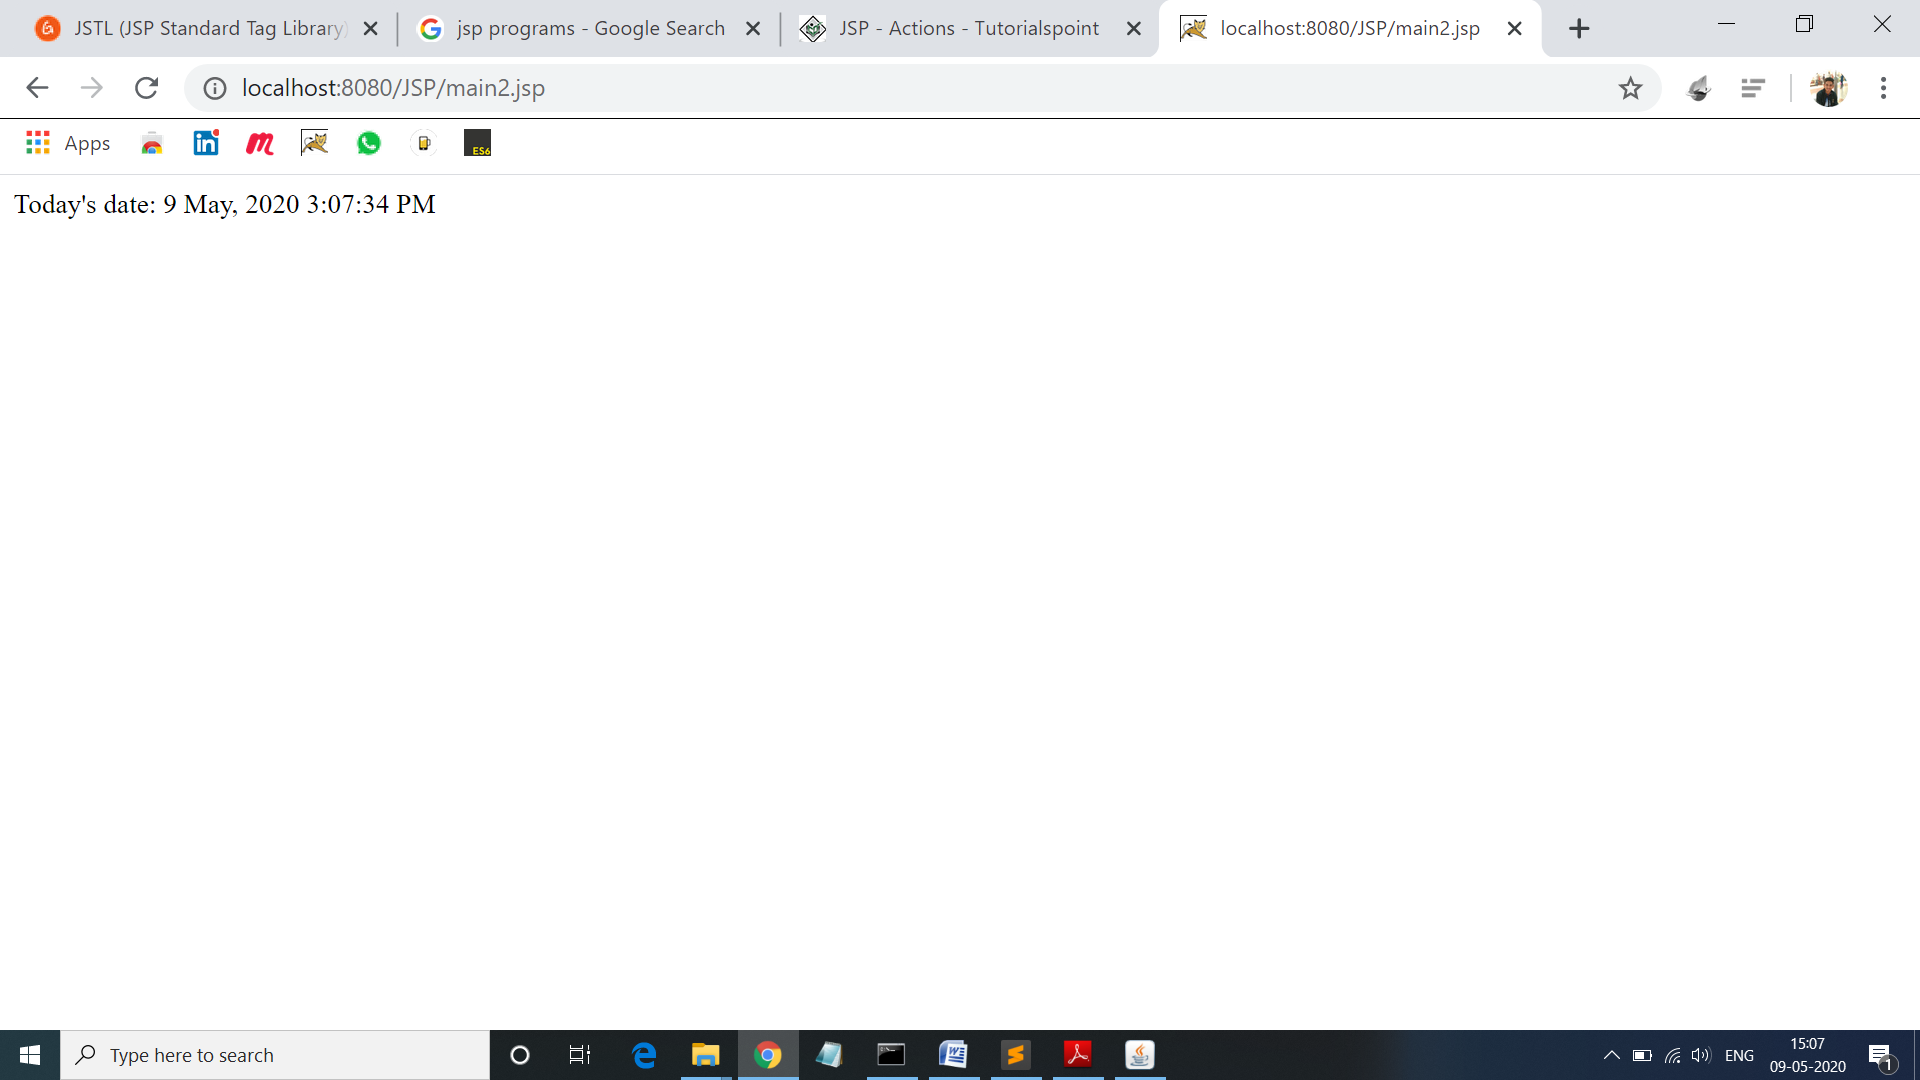 JSTL (JSP Standard Tag Library)
jsp programs - Google Search
JSP - Actions - Tutorialspoint
localhost:8080/JSP/main2.jsp
localhost:8080/JSP/main2.jsp
Apps
ES6
Today's date: 9 May, 2020 3:07:34 PM
Type here to search
ENG
15:07
09-05-2020
1